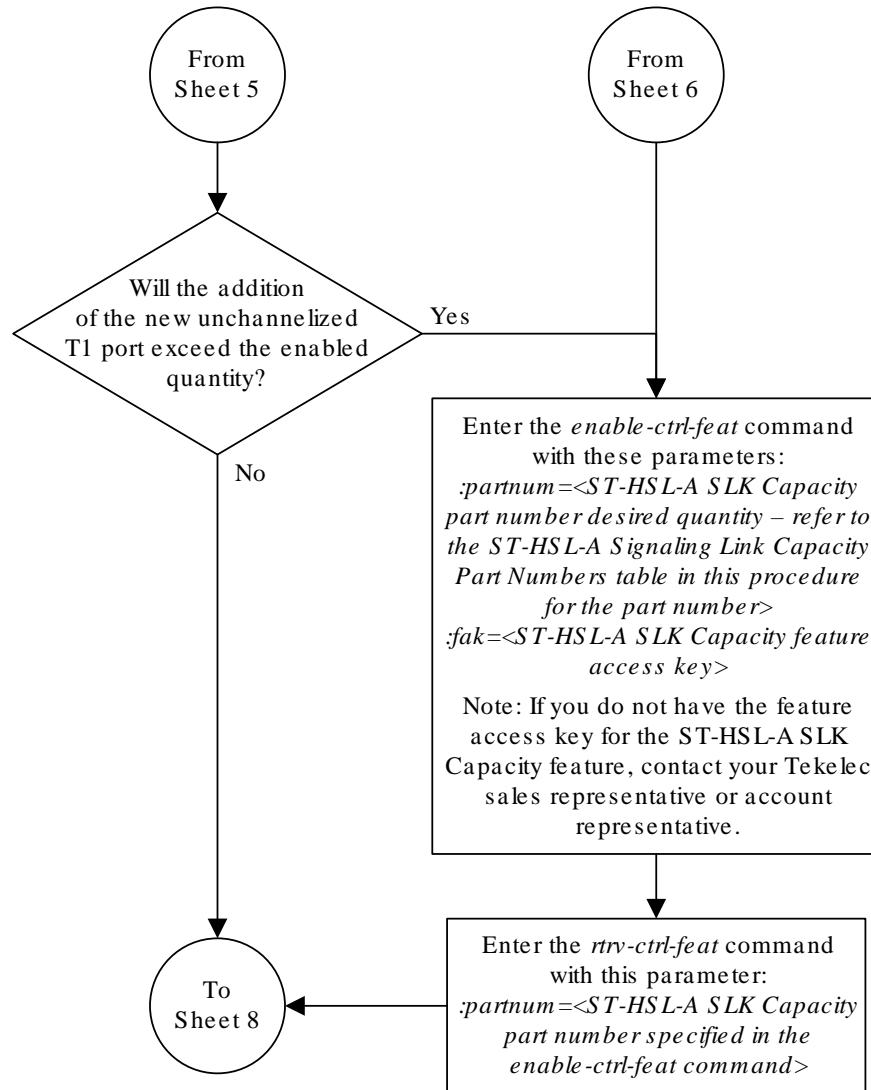 From
Sheet 5
From
Sheet 6
Will the addition
of the new unchannelized
T1 port exceed the enabled
quantity?
Yes
No
Enter the enable-ctrl-feat command
with these parameters:
:partnum=<ST-HSL-A SLK Capacity
part number desired quantity – refer to
the ST-HSL-A Signaling Link Capacity
Part Numbers table in this procedure
for the part number>
:fak=<ST-HSL-A SLK Capacity feature
access key>
Note: If you do not have the feature
access key for the ST-HSL-A SLK
Capacity feature, contact your Tekelec
sales representative or account
representative.
Enter the rtrv-ctrl-feat command
with this parameter:
:partnum=<ST-HSL-A SLK Capacity
part number specified in the
enable-ctrl-feat command>
To
Sheet 8